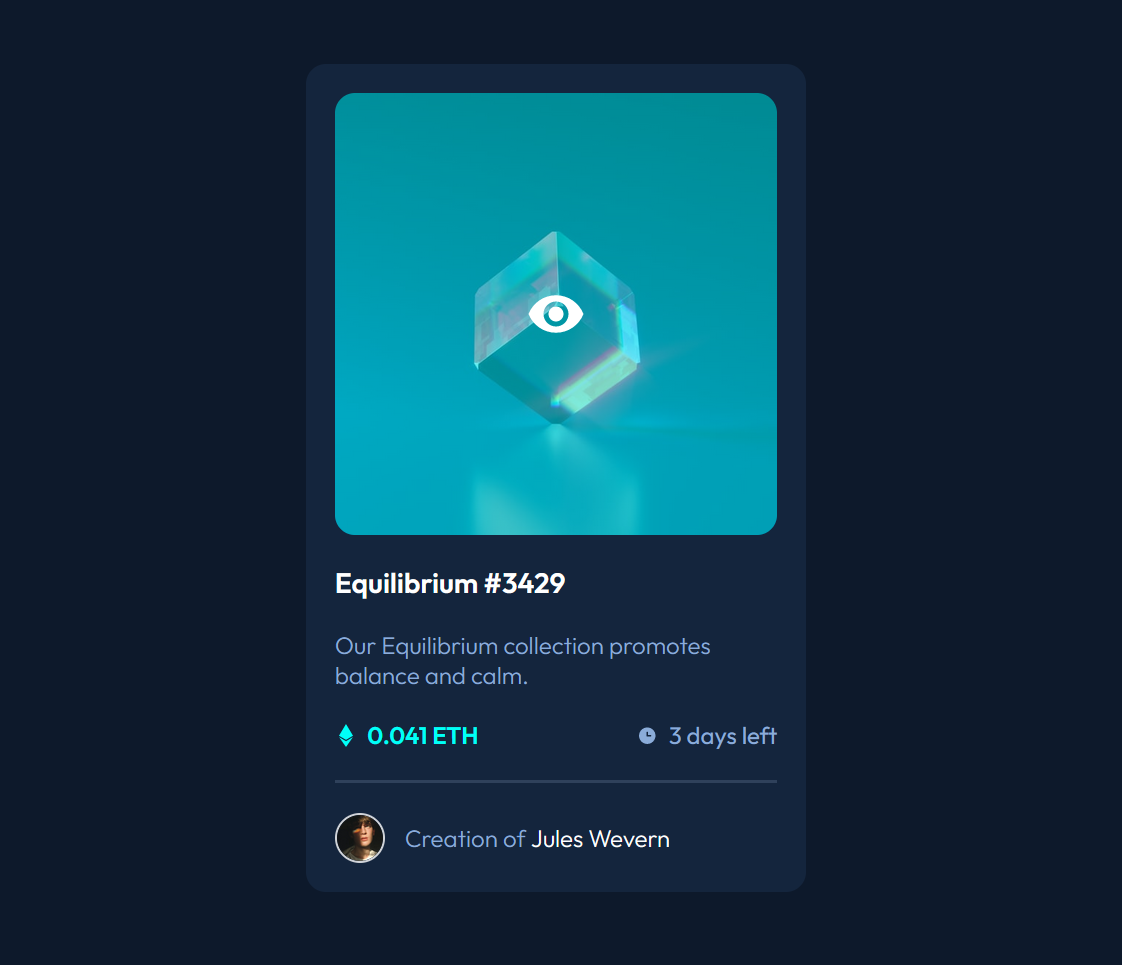 Equilibrium #3429
Our Equilibrium collection promotes
balance and calm.
0.041 ETH
3 days left
Creation of Jules Wevern